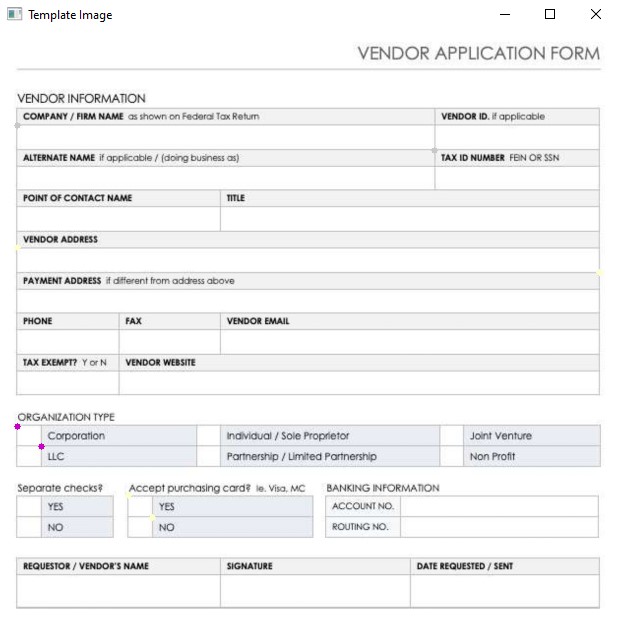 Template Image
VENDOR APPLICATION FORM
VENDOR INFORMATION
COMPANY / FIRM NAME as shown on Federal Tax Return
VENDOR ID. if applicable
ALTERNATE NAME if applicable / (doing business as)
TAX ID NUMBER FEIN OR SSN
POINT OF CONTACT NAME
TITLE
VENDOR ADDRESS
PAYMENT ADDRESS if different from address above
PHONE
FAX
VENDOR EMAIL
TAX EXEMPT? Y or N
VENDOR WEBSITE
ORGANIZATION TYPE
Corporation
Individual / Sole Proprietor
Joint Venture
LLC
Partnership / Limited Partnership
Non Profit
Separate checks?
YES
NO
Accept purchasing card? ie. Visa, MC
YES
NO
BANKING INFORMATION
ACCOUNT NO.
ROUTING NO.
REQUESTOR / VENDOR'S NAME
SIGNATURE
DATE REQUESTED / SENT